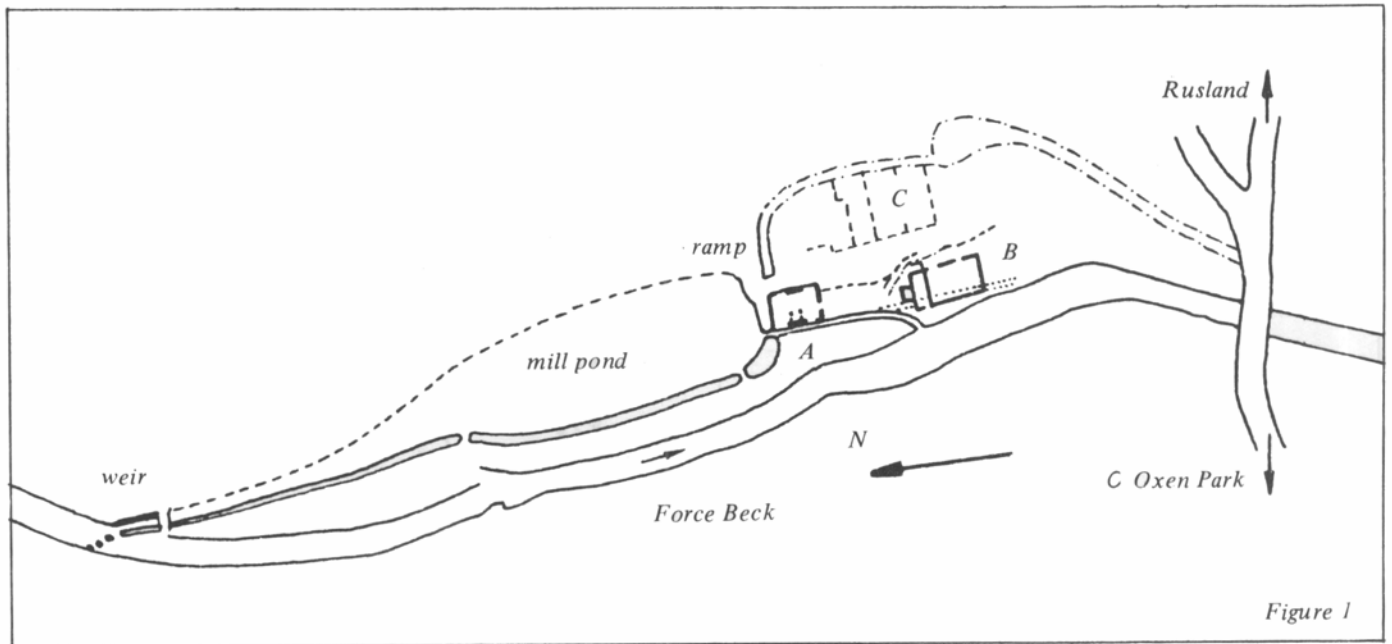 Rusland
C
ramp
B
mill pond
A
N
weir
C Oxen Park
Force Beck
Figure 1